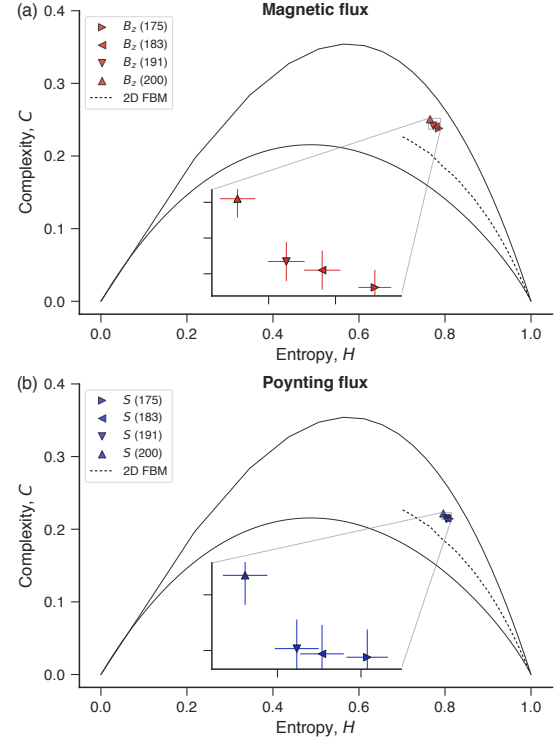 (a)
Magnetic flux
0.4
0.3
0.2
0.1
0.0
Complexity, C
B_z (175)
B_z (183)
B_z (191)
B_z (200)
2D FBM
0.0 0.2 0.4 0.6 0.8 1.0
Entropy, H
(b)
Poynting flux
0.4
0.3
0.2
0.1
0.0
Complexity, C
S (175)
S (183)
S (191)
S (200)
2D FBM
0.0 0.2 0.4 0.6 0.8 1.0
Entropy, H